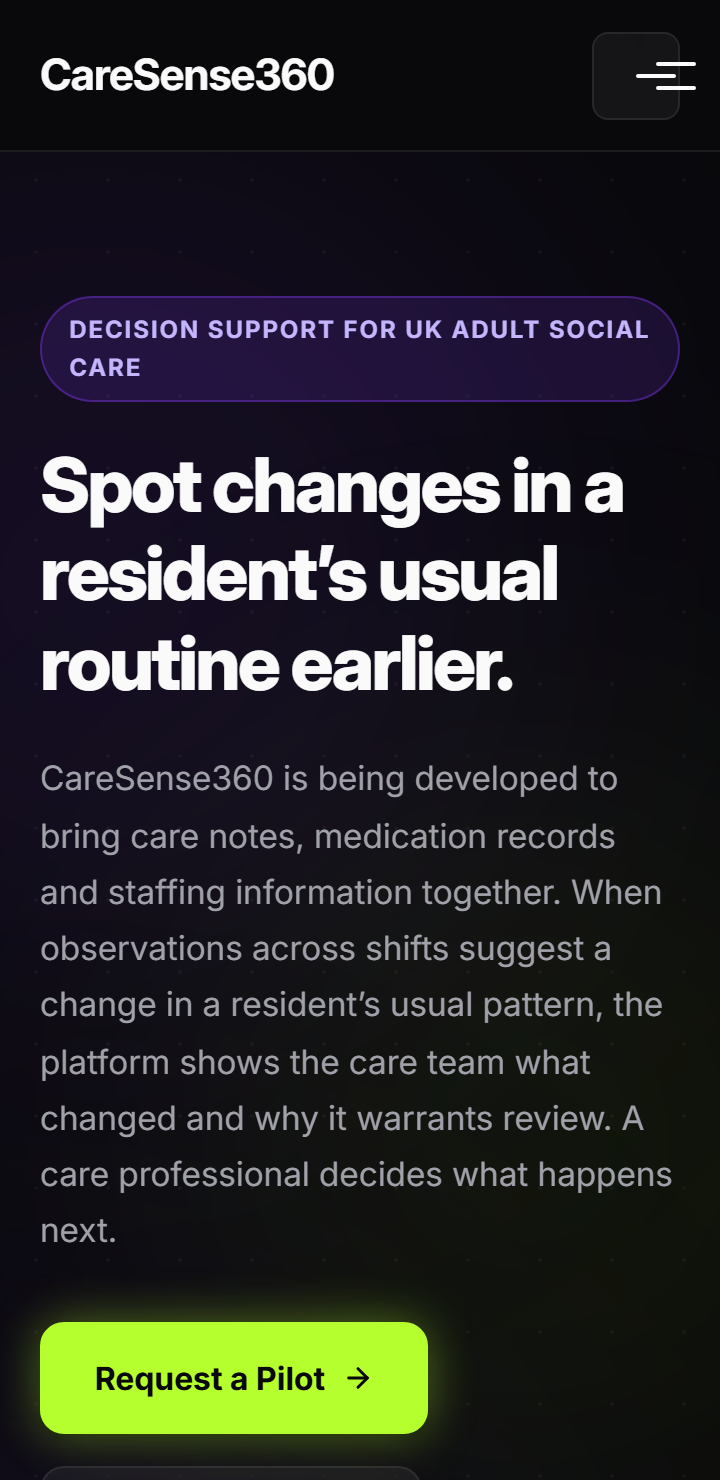 CareSense360
DECISION SUPPORT FOR UK ADULT SOCIAL
CARE
Spot changes in a
resident’s usual
routine earlier.
CareSense360 is being developed to
bring care notes, medication records
and staffing information together. When
observations across shifts suggest a
change in a resident’s usual pattern, the
platform shows the care team what
changed and why it warrants review. A
care professional decides what happens
next.
Request a Pilot →